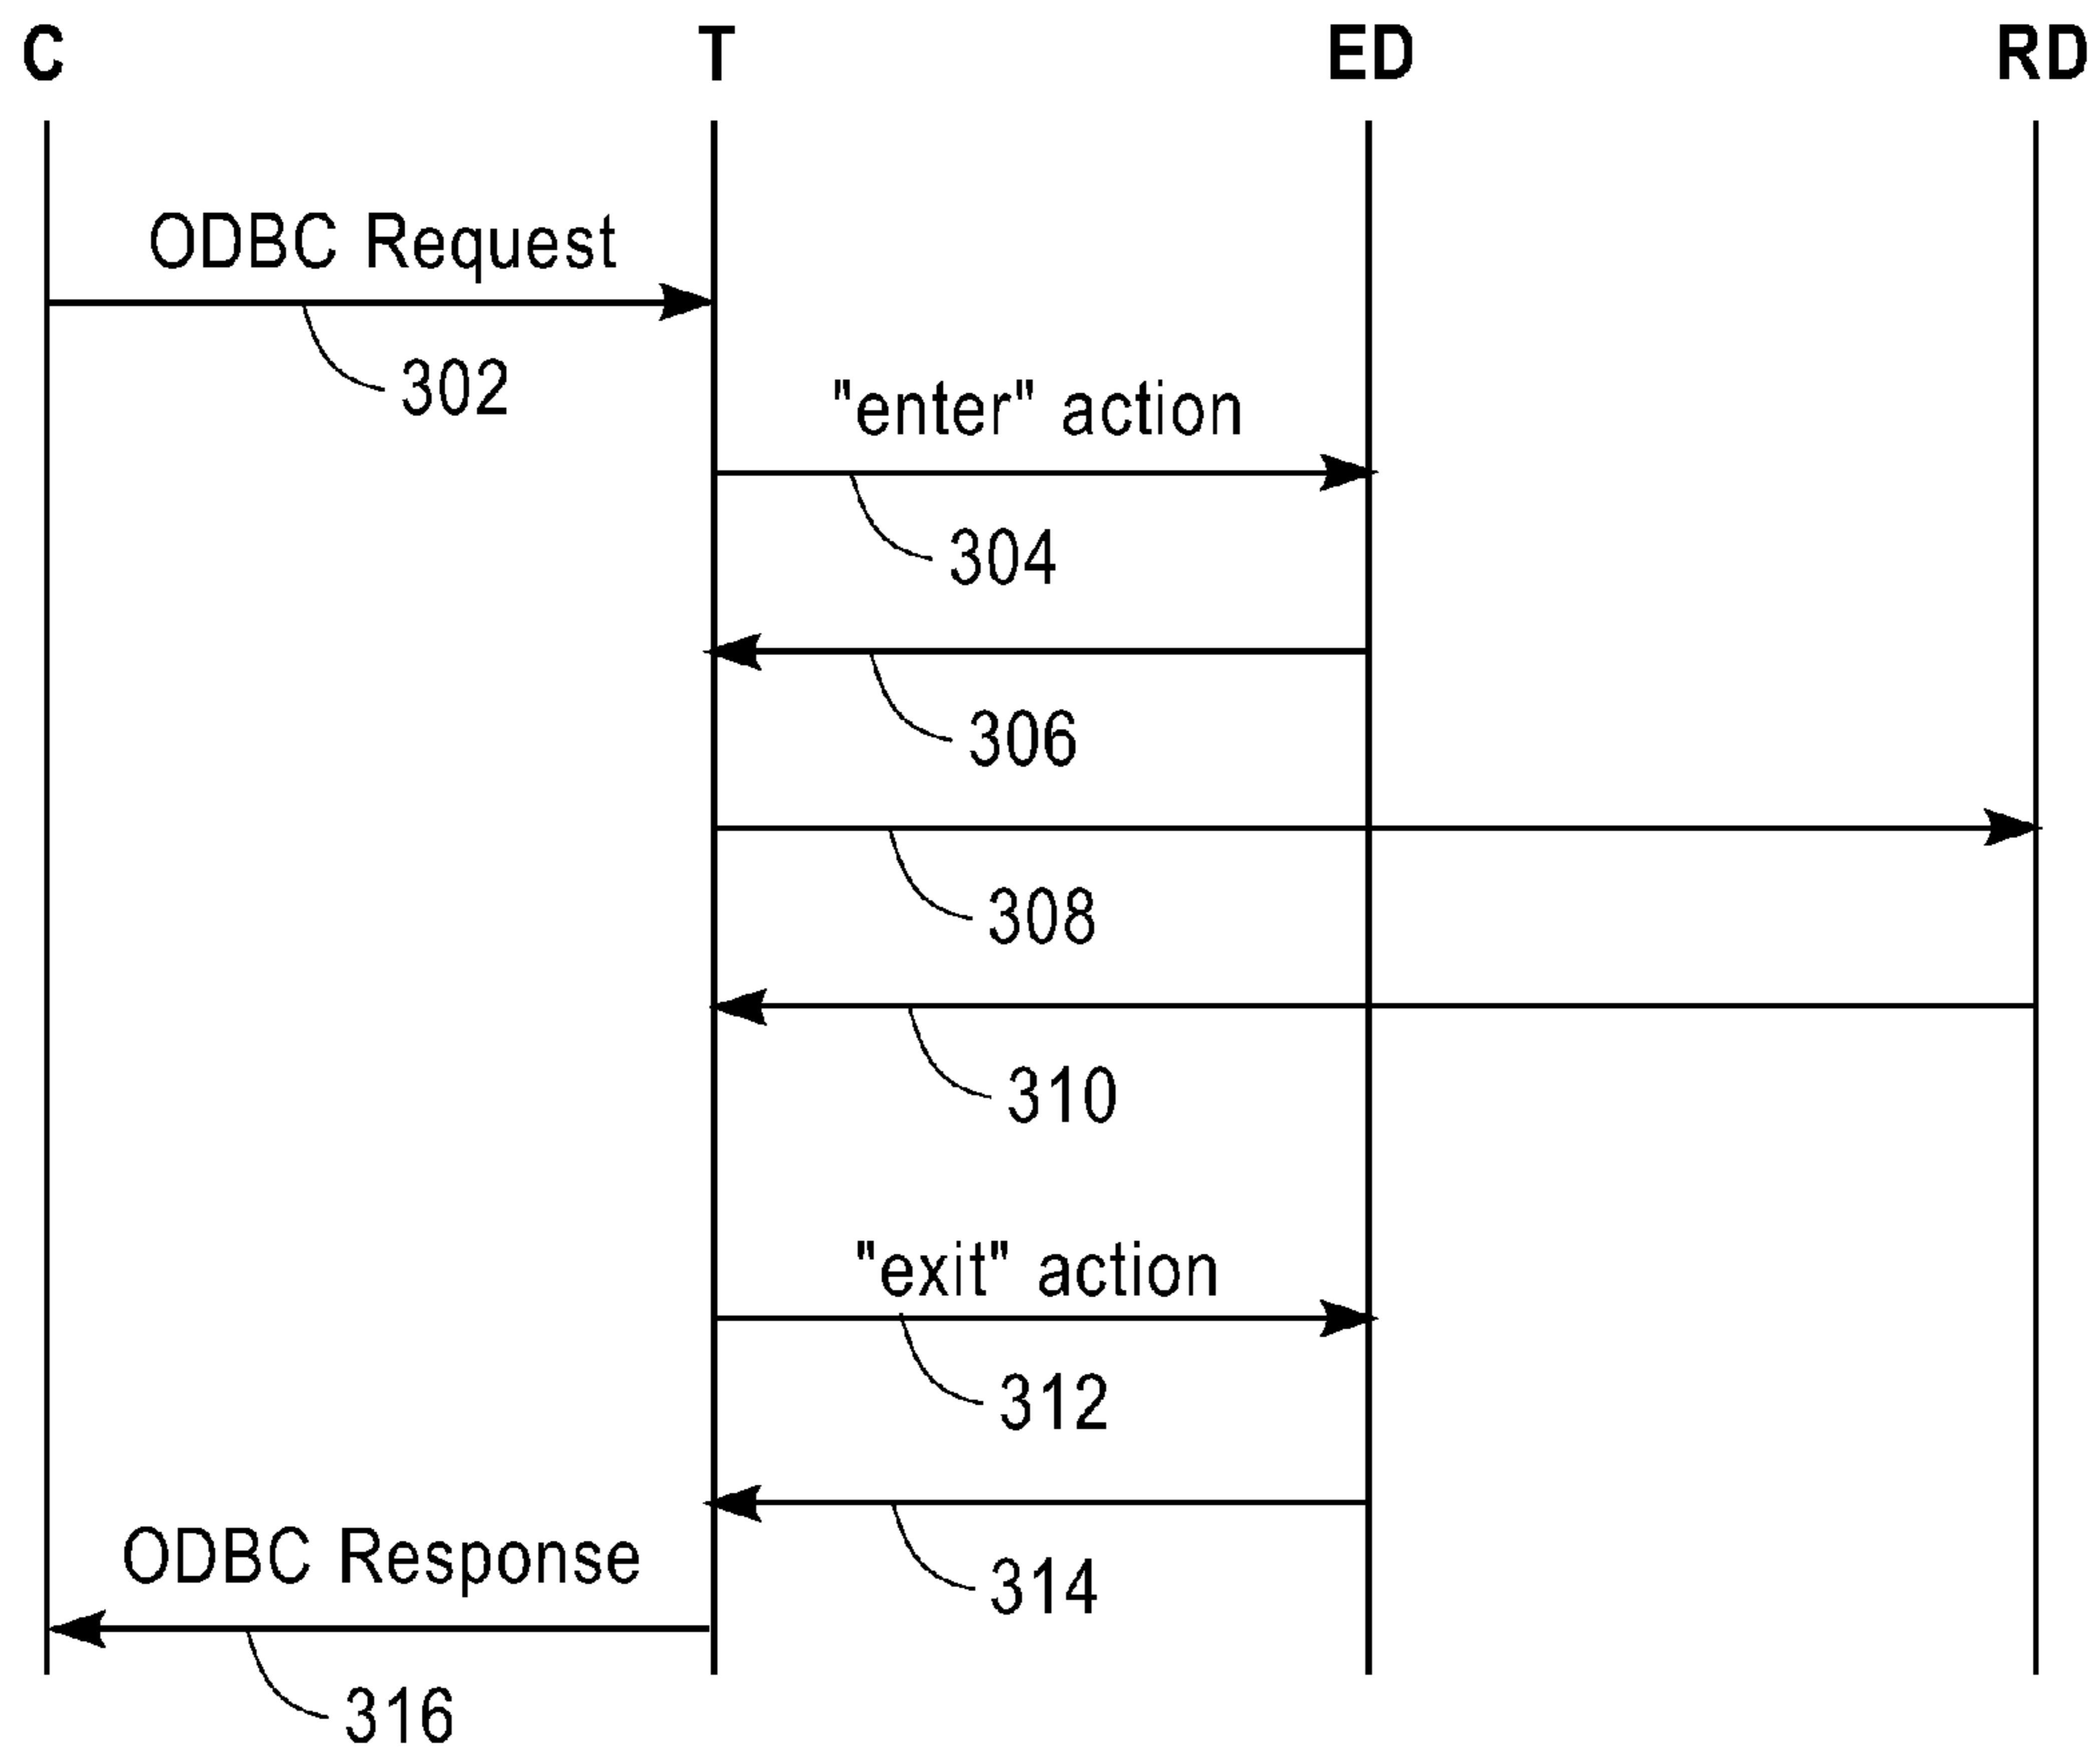 C T ED RD
ODBC Request
302
"enter" action
304
306
308
310
"exit" action
312
314
ODBC Response
316